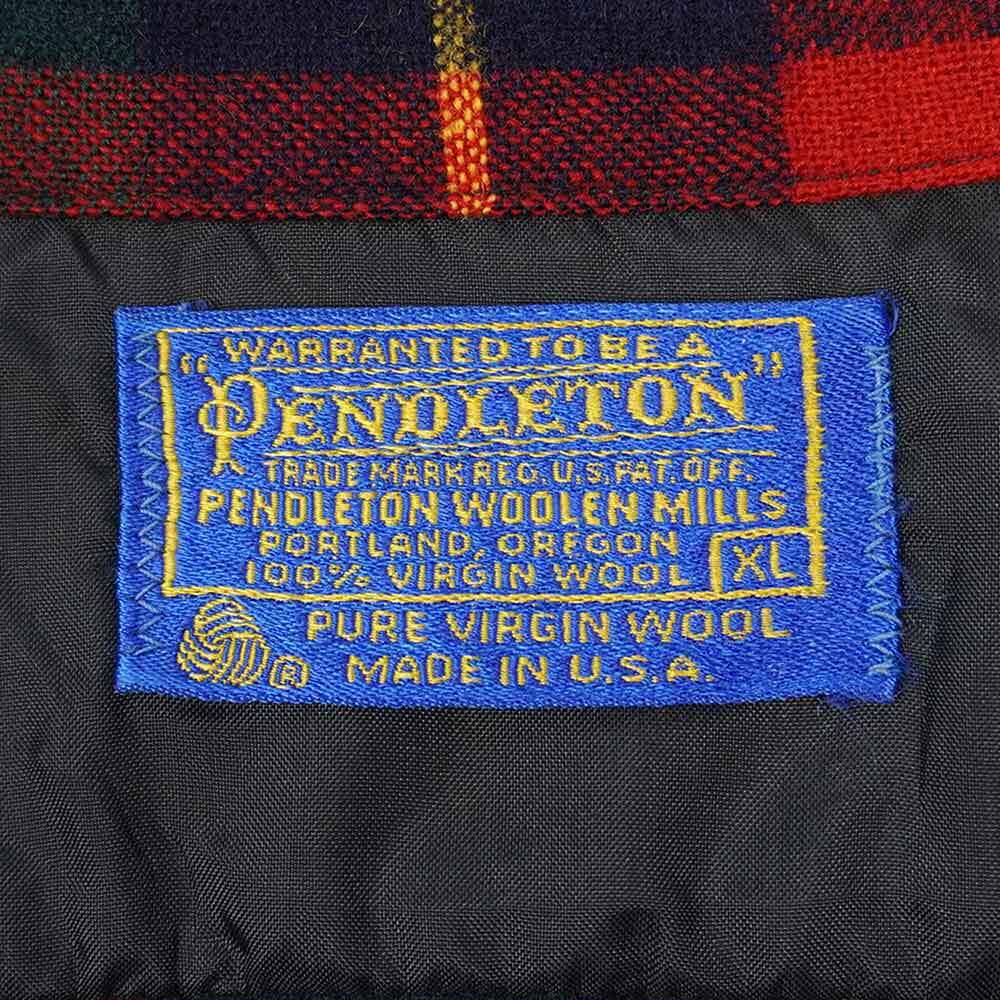 WARRANTED TO BE A
"PENDLETON"
TRADE MARK REG. U.S. PAT. OFF.
PENDLETON WOOLEN MILLS
PORTLAND, OREGON
100% VIRGIN WOOL XL
PURE VIRGIN WOOL
® MADE IN U.S.A.